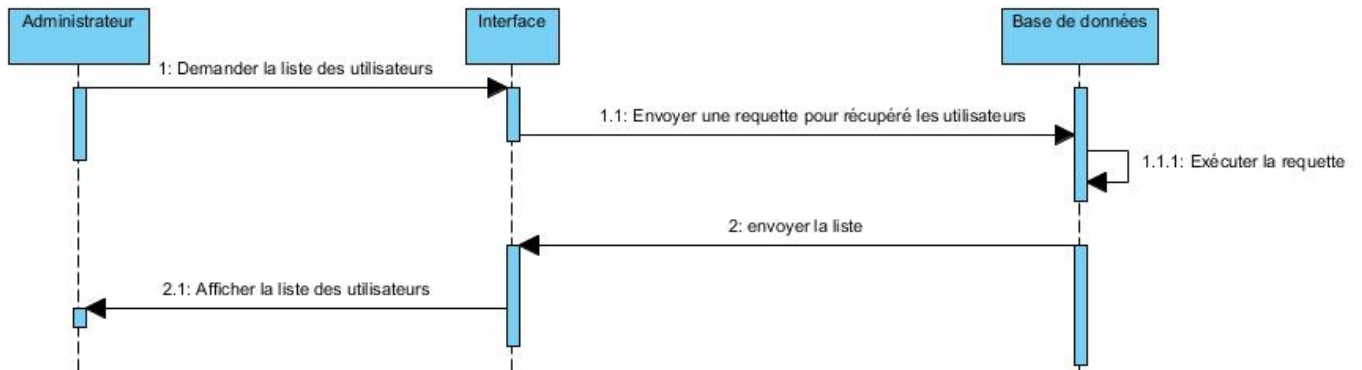 Administrateur
Interface
Base de données
1: Demander la liste des utilisateurs
1.1: Envoyer une requette pour récupéré les utilisateurs
1.1.1: Exécuter la requette
2: envoyer la liste
2.1: Afficher la liste des utilisateurs